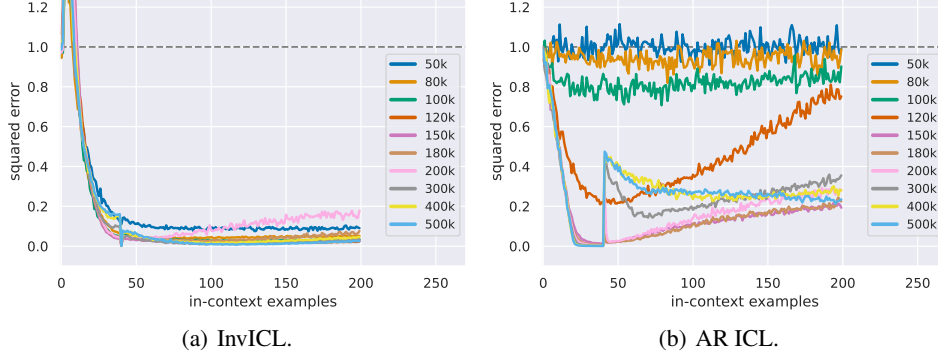 1.2
1.0
0.8
0.6
0.4
0.2
0.0
squared error
0 50 100 150 200 250
in-context examples
50k
80k
100k
120k
150k
180k
200k
300k
400k
500k
(a) InvICL.
1.2
1.0
0.8
0.6
0.4
0.2
0.0
squared error
0 50 100 150 200 250
in-context examples
50k
80k
100k
120k
150k
180k
200k
300k
400k
500k
(b) AR ICL.